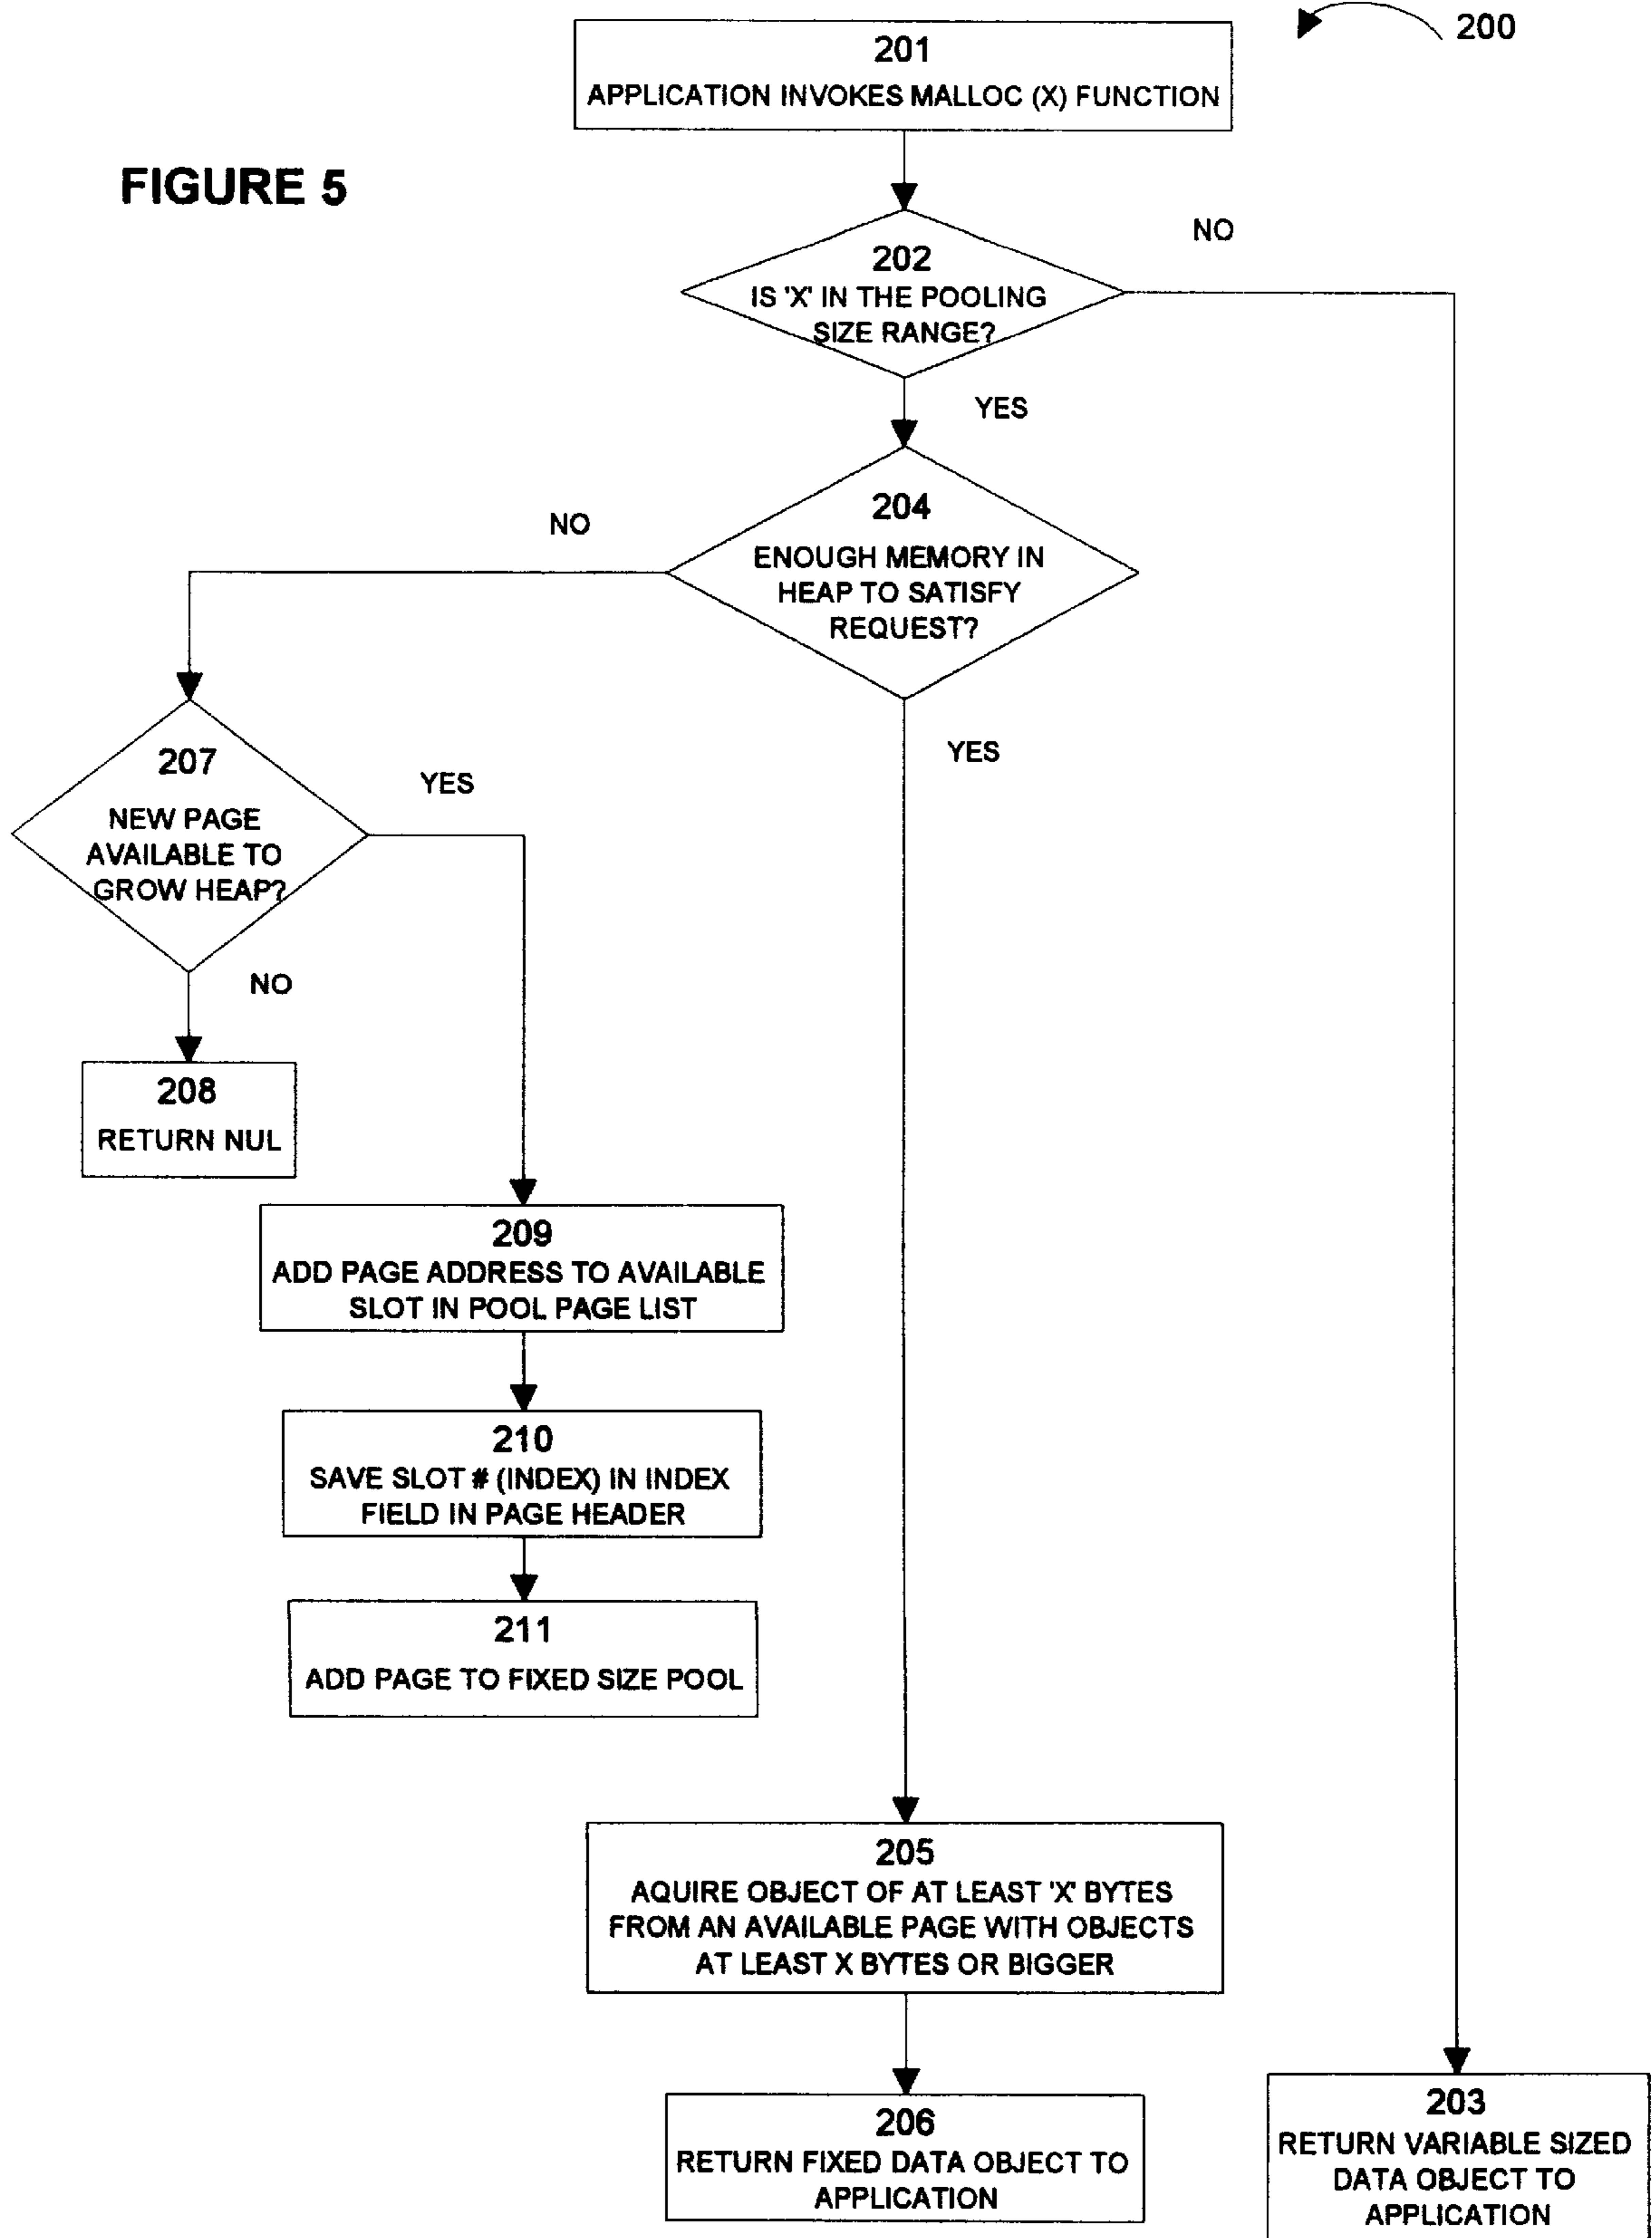 200
201
APPLICATION INVOKES MALLOC (X) FUNCTION
FIGURE 5
NO
202
IS 'X' IN THE POOLING
SIZE RANGE?
YES
204
NO
ENOUGH MEMORY IN
HEAP TO SATISFY
REQUEST?
YES
207
YES
NEW PAGE
AVAILABLE TO
GROW HEAP?
NO
208
RETURN NUL
209
ADD PAGE ADDRESS TO AVAILABLE
SLOT IN POOL PAGE LIST
210
SAVE SLOT # (INDEX) IN INDEX
FIELD IN PAGE HEADER
211
ADD PAGE TO FIXED SIZE POOL
205
AQUIRE OBJECT OF AT LEAST 'X' BYTES
FROM AN AVAILABLE PAGE WITH OBJECTS
AT LEAST X BYTES OR BIGGER
206
RETURN FIXED DATA OBJECT TO
APPLICATION
203
RETURN VARIABLE SIZED
DATA OBJECT TO
APPLICATION